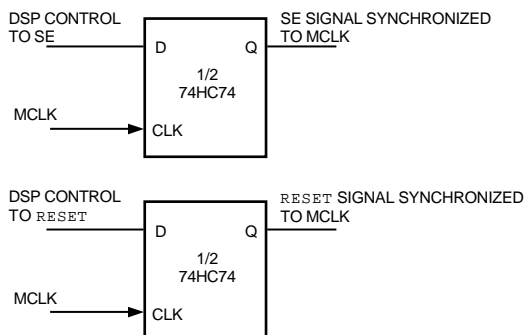 DSP CONTROL
TO SE
SE SIGNAL SYNCHRONIZED
TO MCLK
D
Q
1/2
74HC74
MCLK
CLK
DSP CONTROL
TO RESET
RESET SIGNAL SYNCHRONIZED
TO MCLK
D
Q
1/2
74HC74
MCLK
CLK